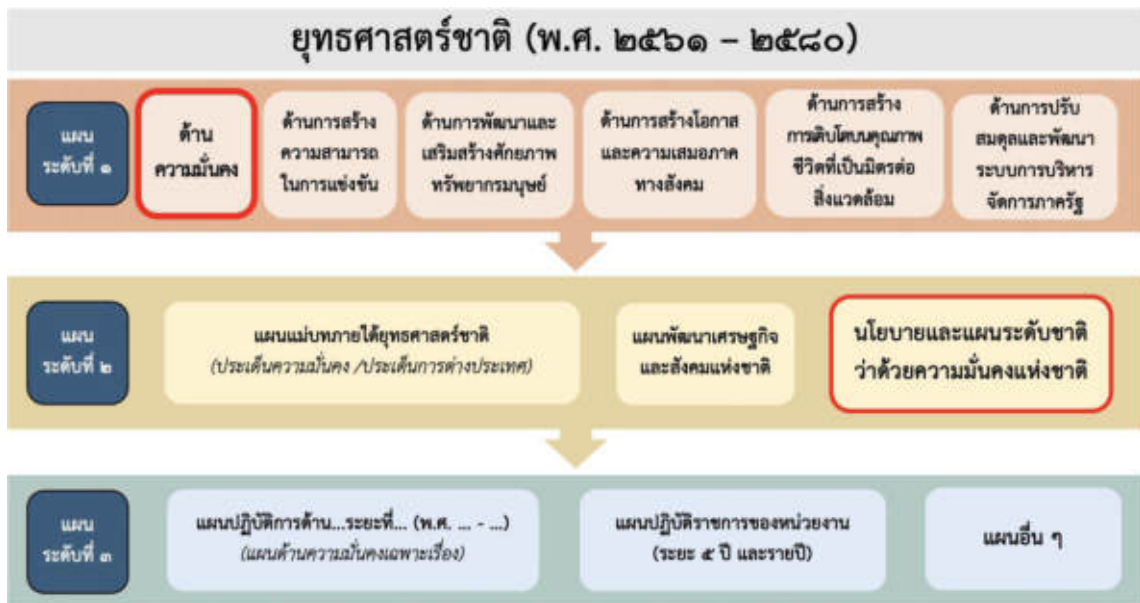 ยุทธศาสตร์ชาติ (พ.ศ. ๒๕๖๑ – ๒๕๘๐)
แผน
ระดับที่ ๑
ด้าน
ความมั่นคง
ด้านการสร้าง
ความสามารถ
ในการแข่งขัน
ด้านการพัฒนาและ
เสริมสร้างศักยภาพ
ทรัพยากรมนุษย์
ด้านการสร้างโอกาส
และความเสมอภาค
ทางสังคม
ด้านการสร้าง
การเติบโตบนคุณภาพ
ชีวิตที่เป็นมิตรต่อ
สิ่งแวดล้อม
ด้านการปรับ
สมดุลและพัฒนา
ระบบการบริหาร
จัดการภาครัฐ
แผน
ระดับที่ ๒
แผนแม่บทภายใต้ยุทธศาสตร์ชาติ
(ประเด็นความมั่นคง /ประเด็นการต่างประเทศ)
แผนพัฒนาเศรษฐกิจ
และสังคมแห่งชาติ
นโยบายและแผนระดับชาติ
ว่าด้วยความมั่นคงแห่งชาติ
แผน
ระดับที่ ๓
แผนปฏิบัติการด้าน...ระยะที่... (พ.ศ. ... - ...)
(แผนด้านความมั่นคงเฉพาะเรื่อง)
แผนปฏิบัติราชการของหน่วยงาน
(ระยะ ๕ ปี และรายปี)
แผนอื่น ๆ